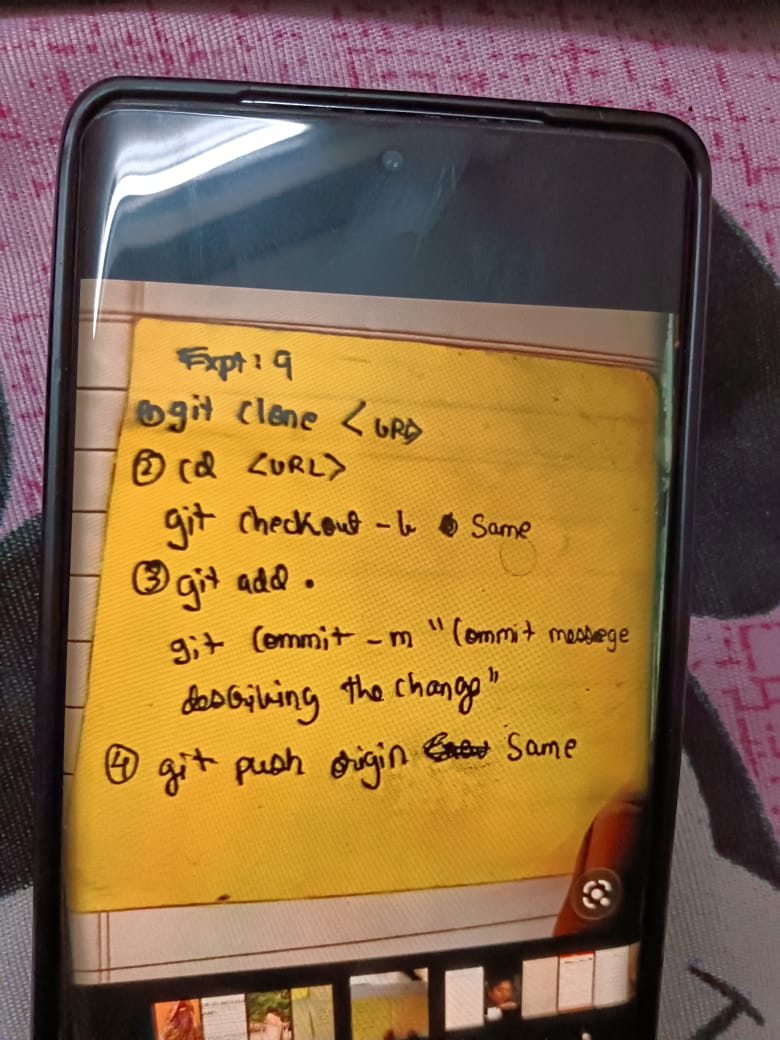 Expt: 9
① git clone <URL>
② cd <URL>
git checkout -b Same
③ git add .
git commit -m "Commit message
describing the change"
④ git push origin Same